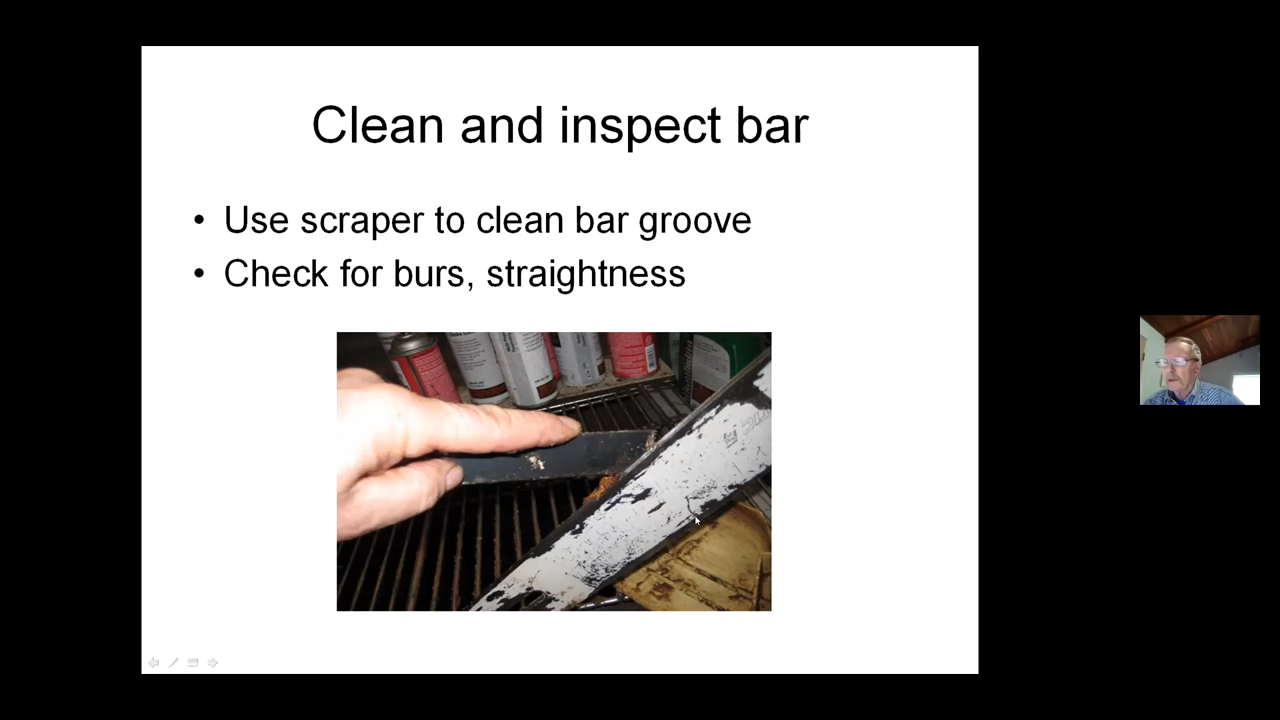 Clean and inspect bar
• Use scraper to clean bar groove
• Check for burs, straightness